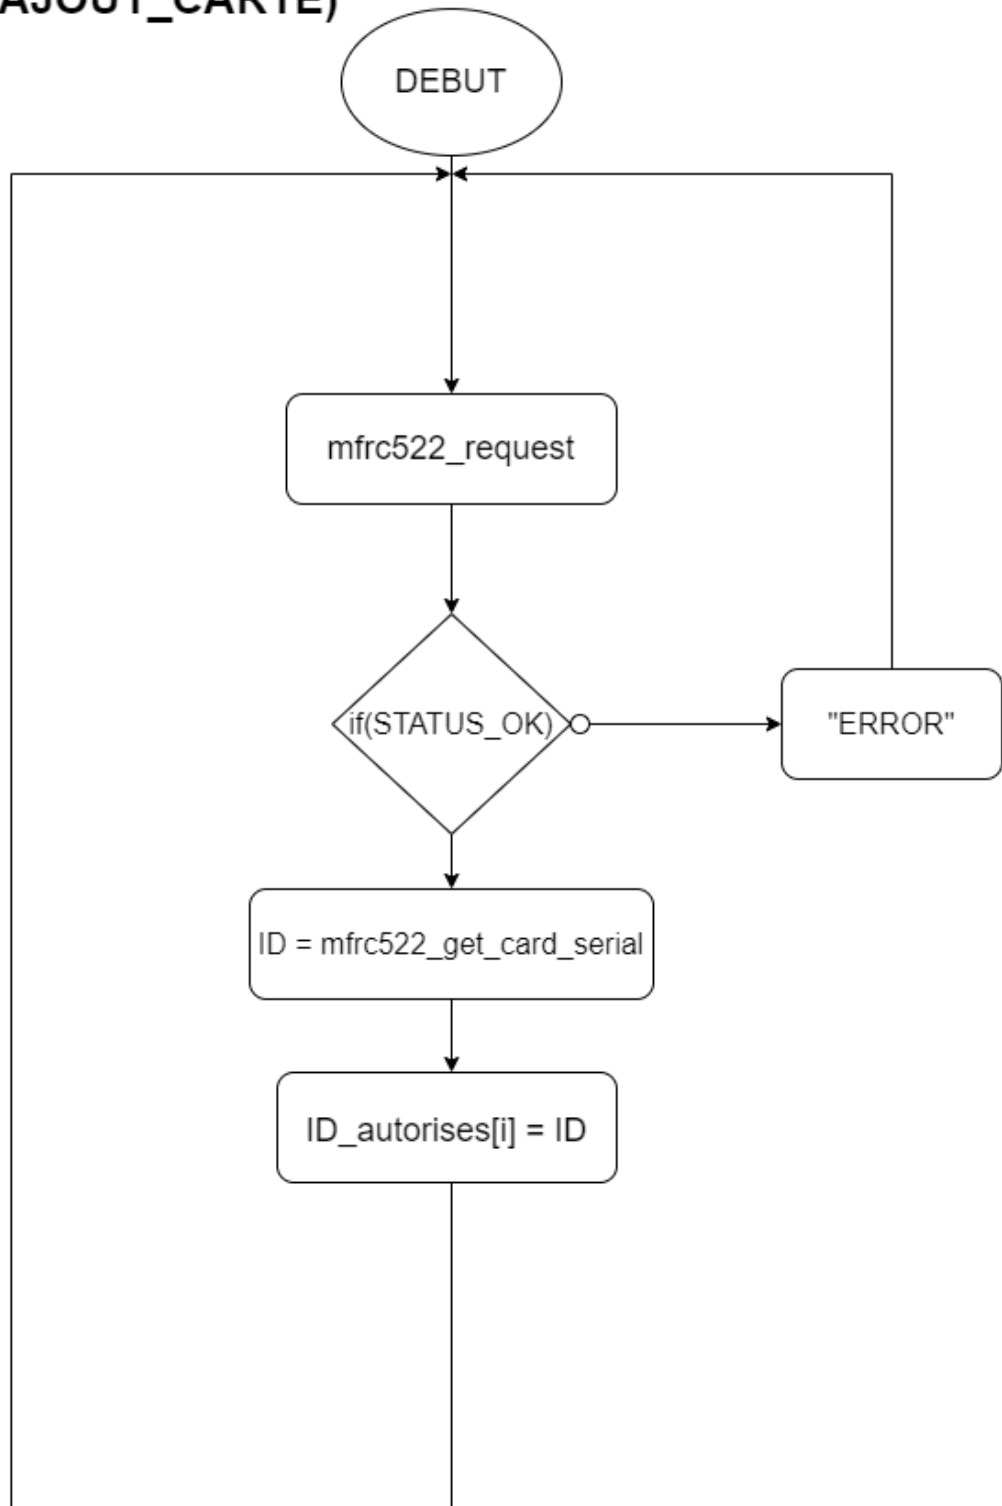 AJOUT_CARTE)
DEBUT
mfrc522_request
if(STATUS_OK)
"ERROR"
ID = mfrc522_get_card_serial
ID_autorises[i] = ID